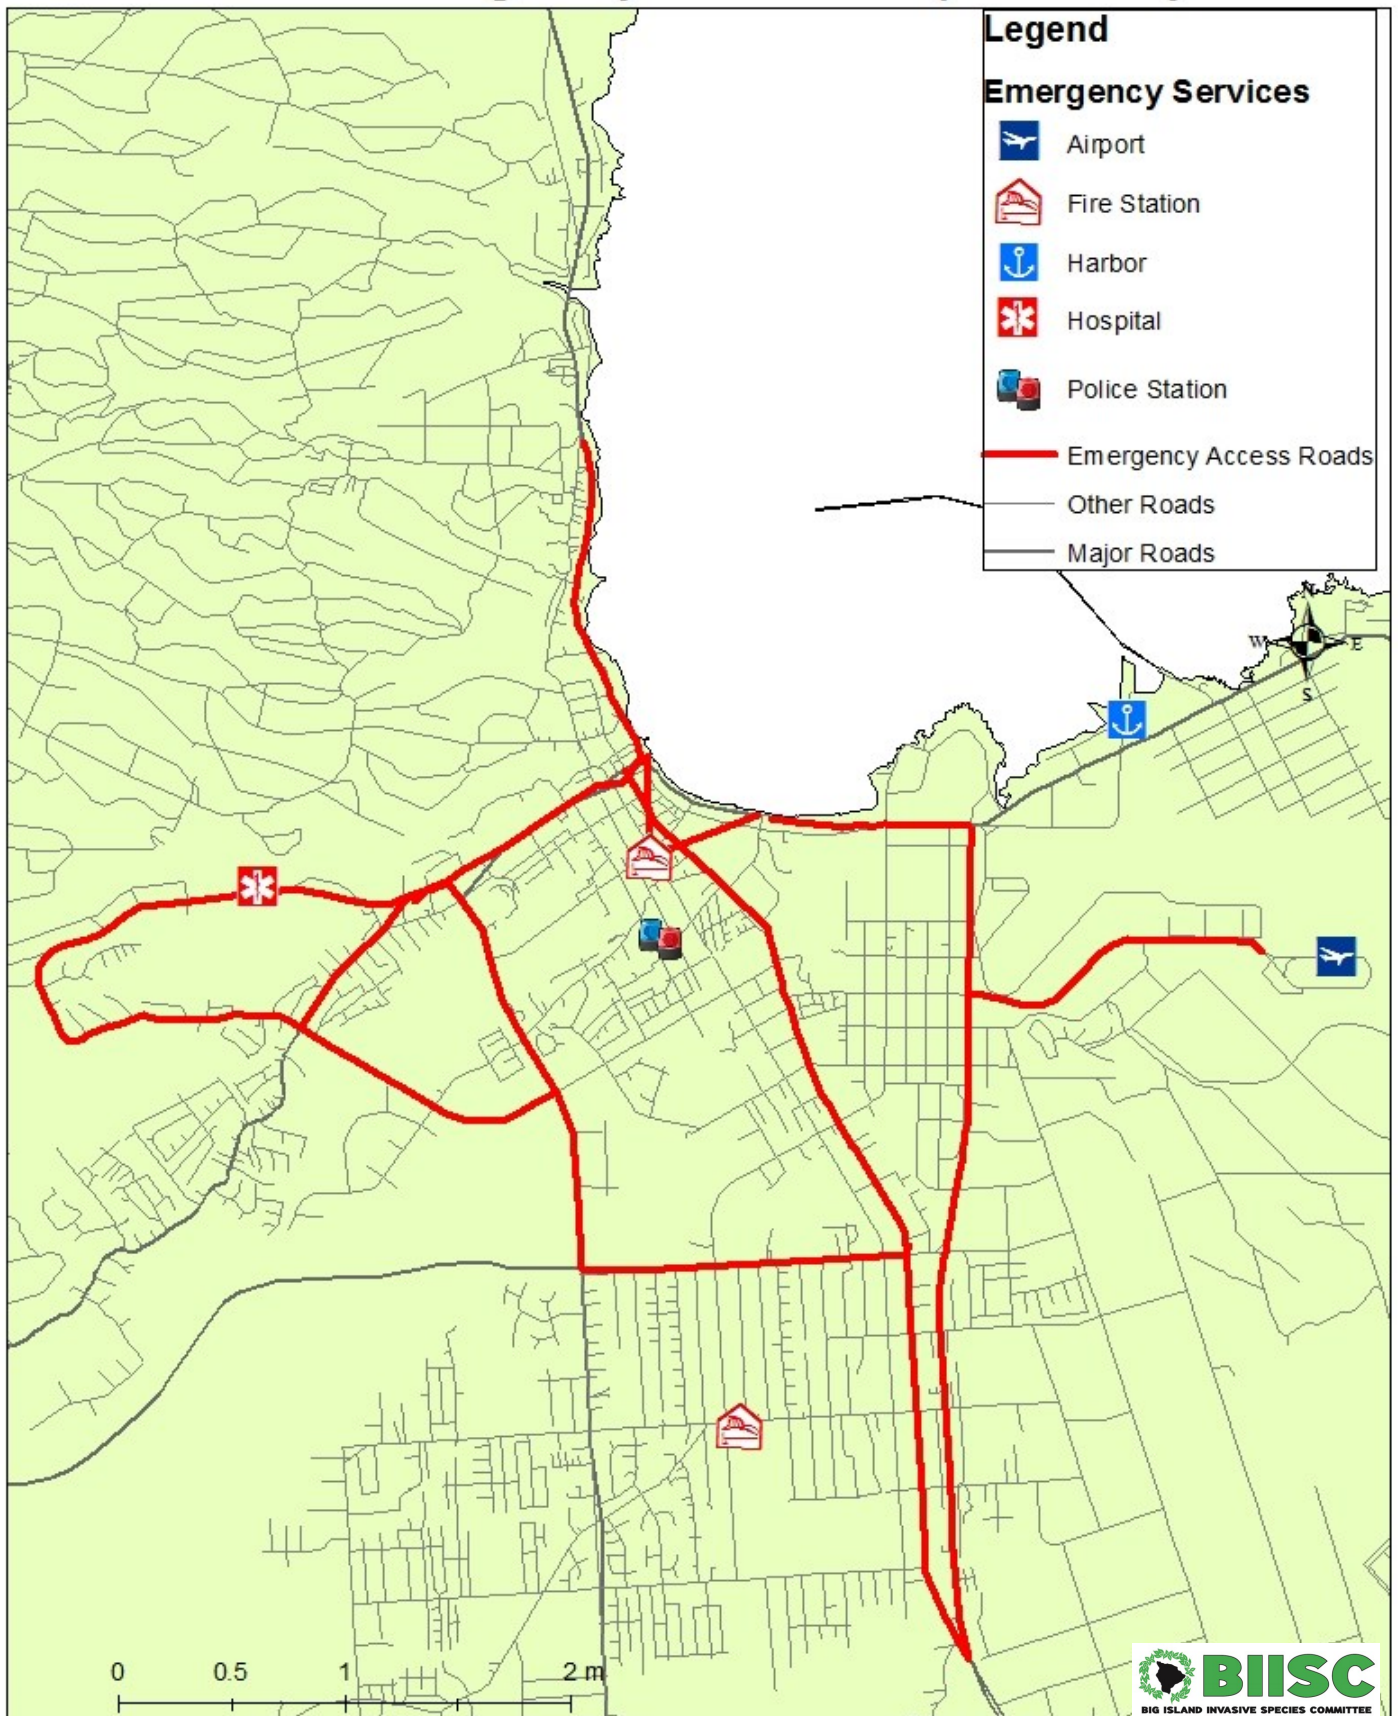 Legend
Emergency Services
Airport
Fire Station
Harbor
Hospital
Police Station
Emergency Access Roads
Other Roads
Major Roads
N
W E
S
0 0.5 1 2 m
BIISC
BIG ISLAND INVASIVE SPECIES COMMITTEE